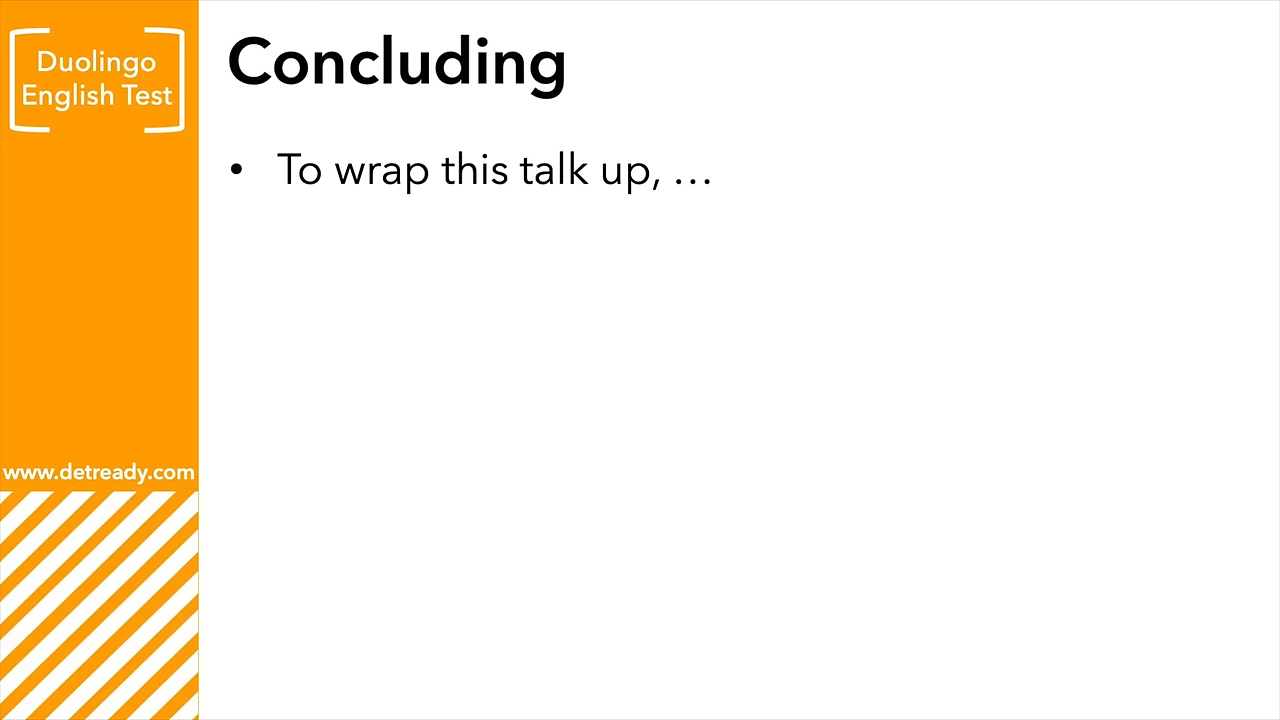 Duolingo
English Test
Concluding
• To wrap this talk up, …
www.detready.com